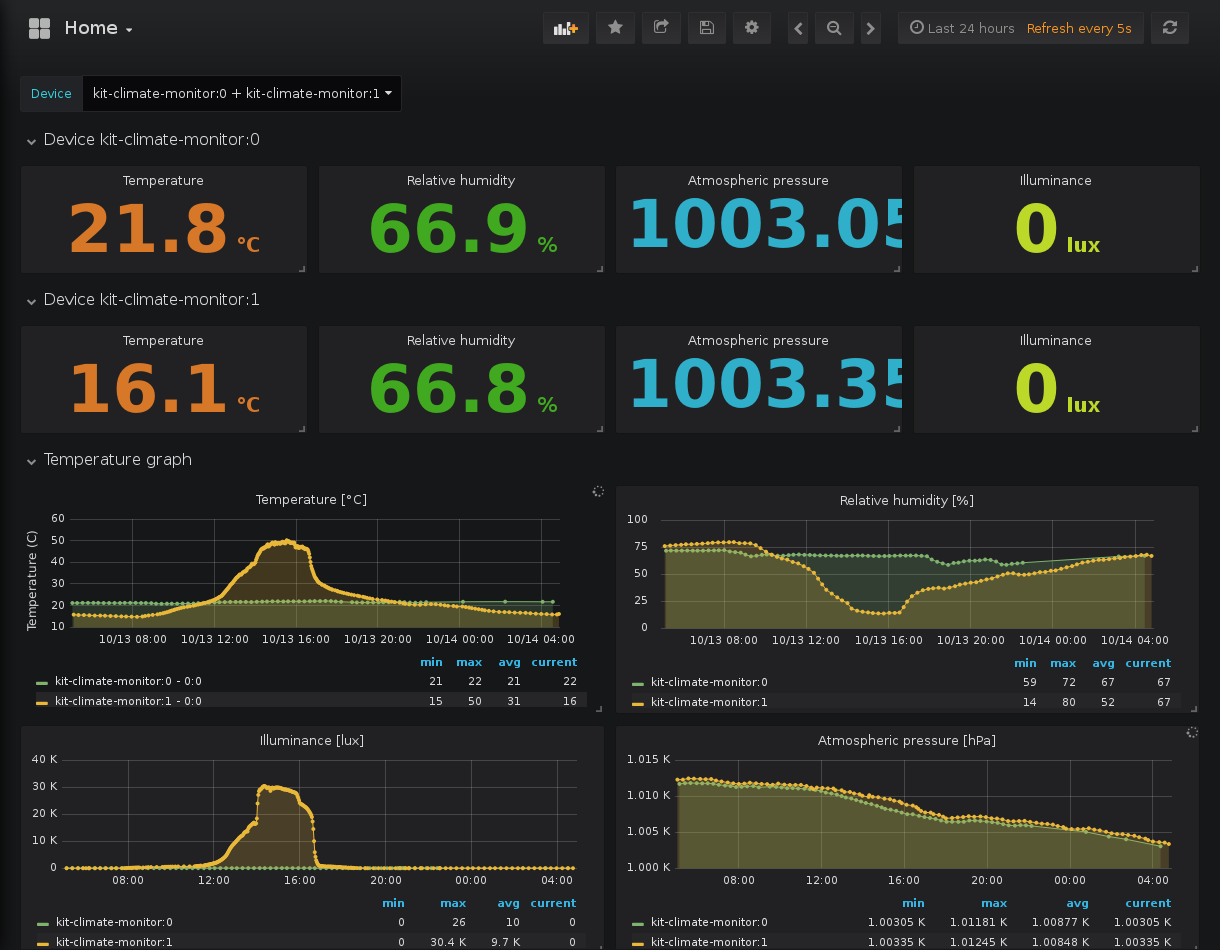 Home
Last 24 hours Refresh every 5s
Device kit-climate-monitor:0 + kit-climate-monitor:1
Device kit-climate-monitor:0
Temperature Relative humidity Atmospheric pressure Illuminance
21.8 °C 66.9 % 1003.05 0 lux
Device kit-climate-monitor:1
Temperature Relative humidity Atmospheric pressure Illuminance
16.1 °C 66.8 % 1003.35 0 lux
Temperature graph
Temperature [°C]
Temperature (C)
60
50
40
30
20
10
10/13 08:00 10/13 12:00 10/13 16:00 10/13 20:00 10/14 00:00 10/14 04:00
min max avg current
kit-climate-monitor:0 - 0:0 21 22 21 22
kit-climate-monitor:1 - 0:0 15 50 31 16
Relative humidity [%]
100
75
50
25
0
10/13 08:00 10/13 12:00 10/13 16:00 10/13 20:00 10/14 00:00 10/14 04:00
min max avg current
kit-climate-monitor:0 59 72 67 67
kit-climate-monitor:1 14 80 52 67
Illuminance [lux]
40 K
30 K
20 K
10 K
0
08:00 12:00 16:00 20:00 00:00 04:00
min max avg current
kit-climate-monitor:0 0 26 10 0
kit-climate-monitor:1 0 30.4 K 9.7 K 0
Atmospheric pressure [hPa]
1.015 K
1.010 K
1.005 K
1.000 K
08:00 12:00 16:00 20:00 00:00 04:00
min max avg current
kit-climate-monitor:0 1.00305 K 1.01181 K 1.00877 K 1.00305 K
kit-climate-monitor:1 1.00335 K 1.01245 K 1.00848 K 1.00335 K